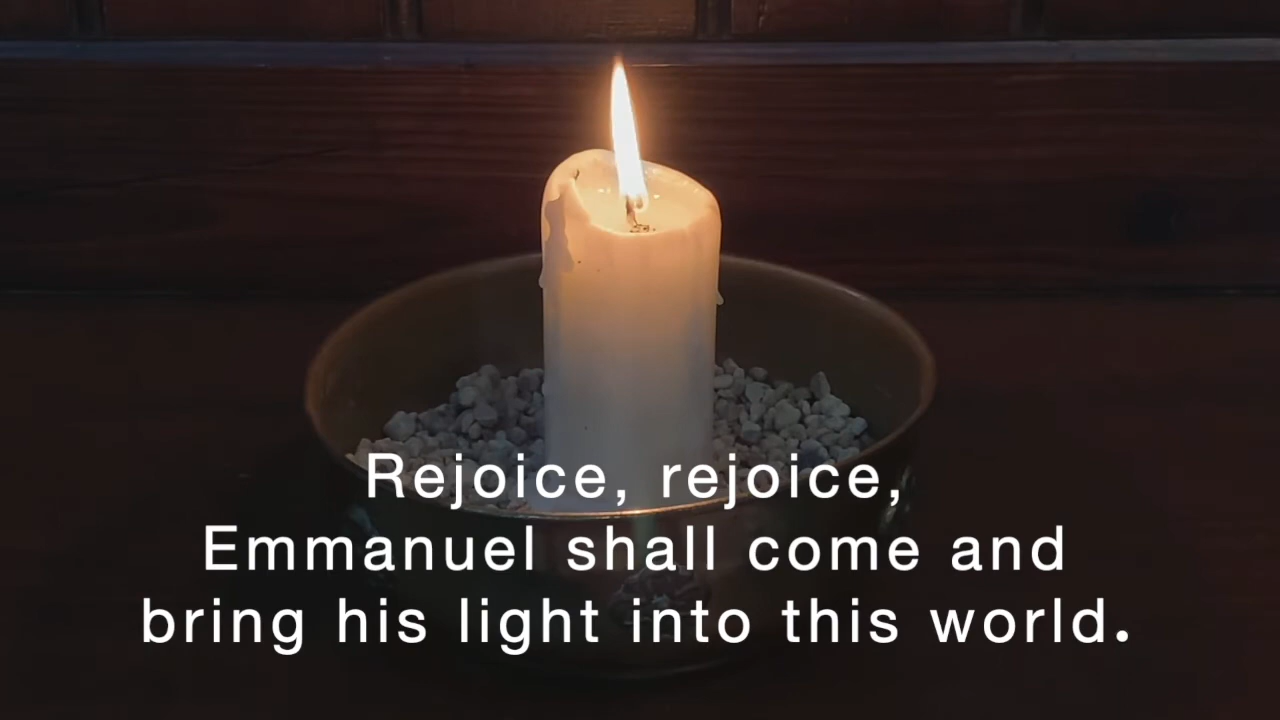 Rejoice, rejoice,
Emmanuel shall come and
bring his light into this world.